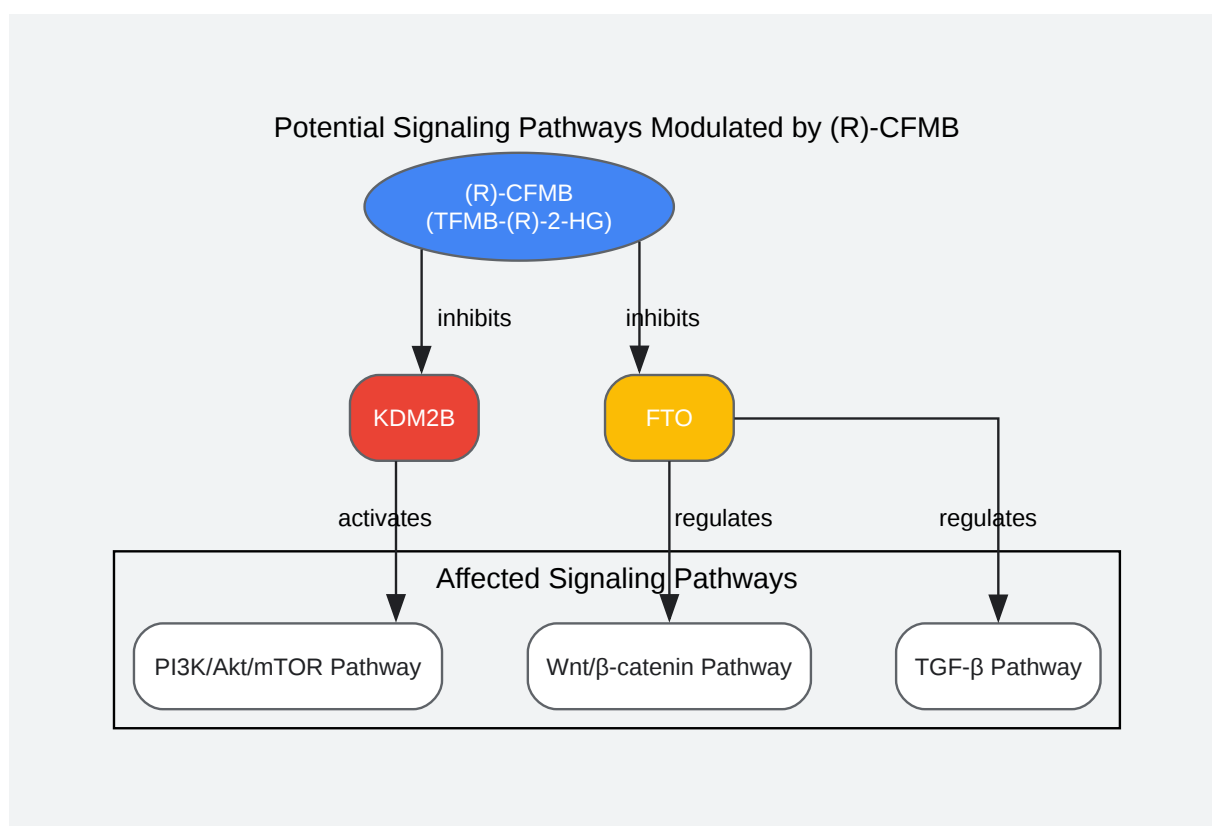 Potential Signaling Pathways Modulated by (R)-CFMB
(R)-CFMB
(TFMB-(R)-2-HG)
inhibits
inhibits
KDM2B
FTO
activates
regulates
regulates
Affected Signaling Pathways
PI3K/Akt/mTOR Pathway
Wnt/β-catenin Pathway
TGF-β Pathway